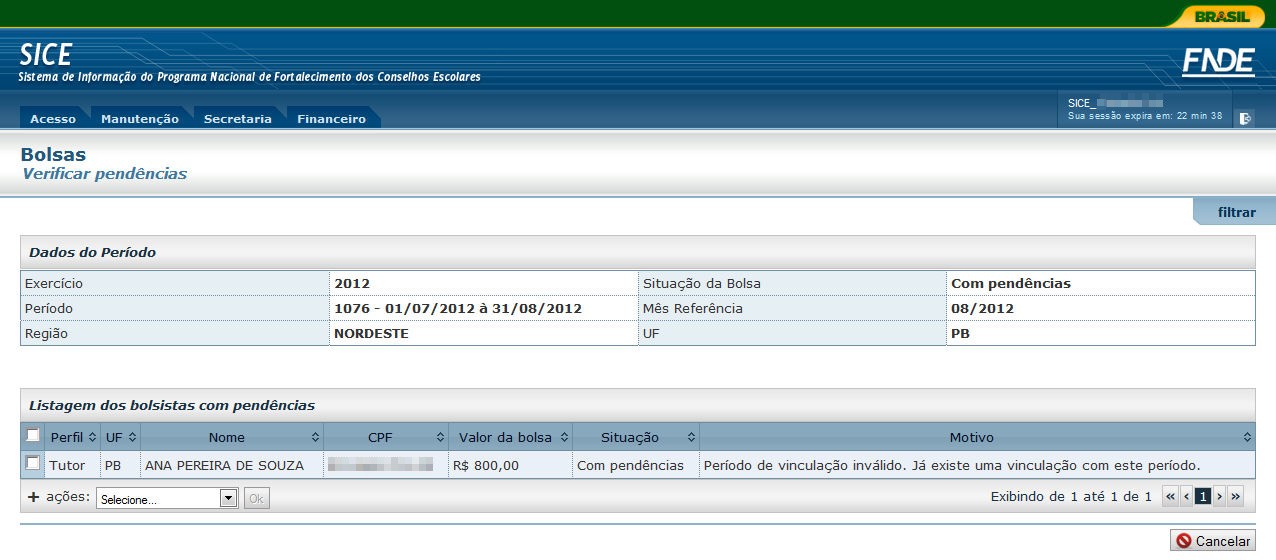 BRASIL
SICE
Sistema de Informação do Programa Nacional de Fortalecimento dos Conselhos Escolares
FNDE
Acesso Manutenção Secretaria Financeiro
SICE_
Sua sessão expira em: 22 min 38
Bolsas
Verificar pendências
filtrar
Dados do Período
Exercício 2012 Situação da Bolsa Com pendências
Período 1076 - 01/07/2012 à 31/08/2012 Mês Referência 08/2012
Região NORDESTE UF PB
Listagem dos bolsistas com pendências
Perfil UF Nome CPF Valor da bolsa Situação Motivo
Tutor PB ANA PEREIRA DE SOUZA R$ 800,00 Com pendências Período de vinculação inválido. Já existe uma vinculação com este período.
+ ações: Selecione... Ok Exibindo de 1 até 1 de 1 « ‹ 1 › »
Cancelar